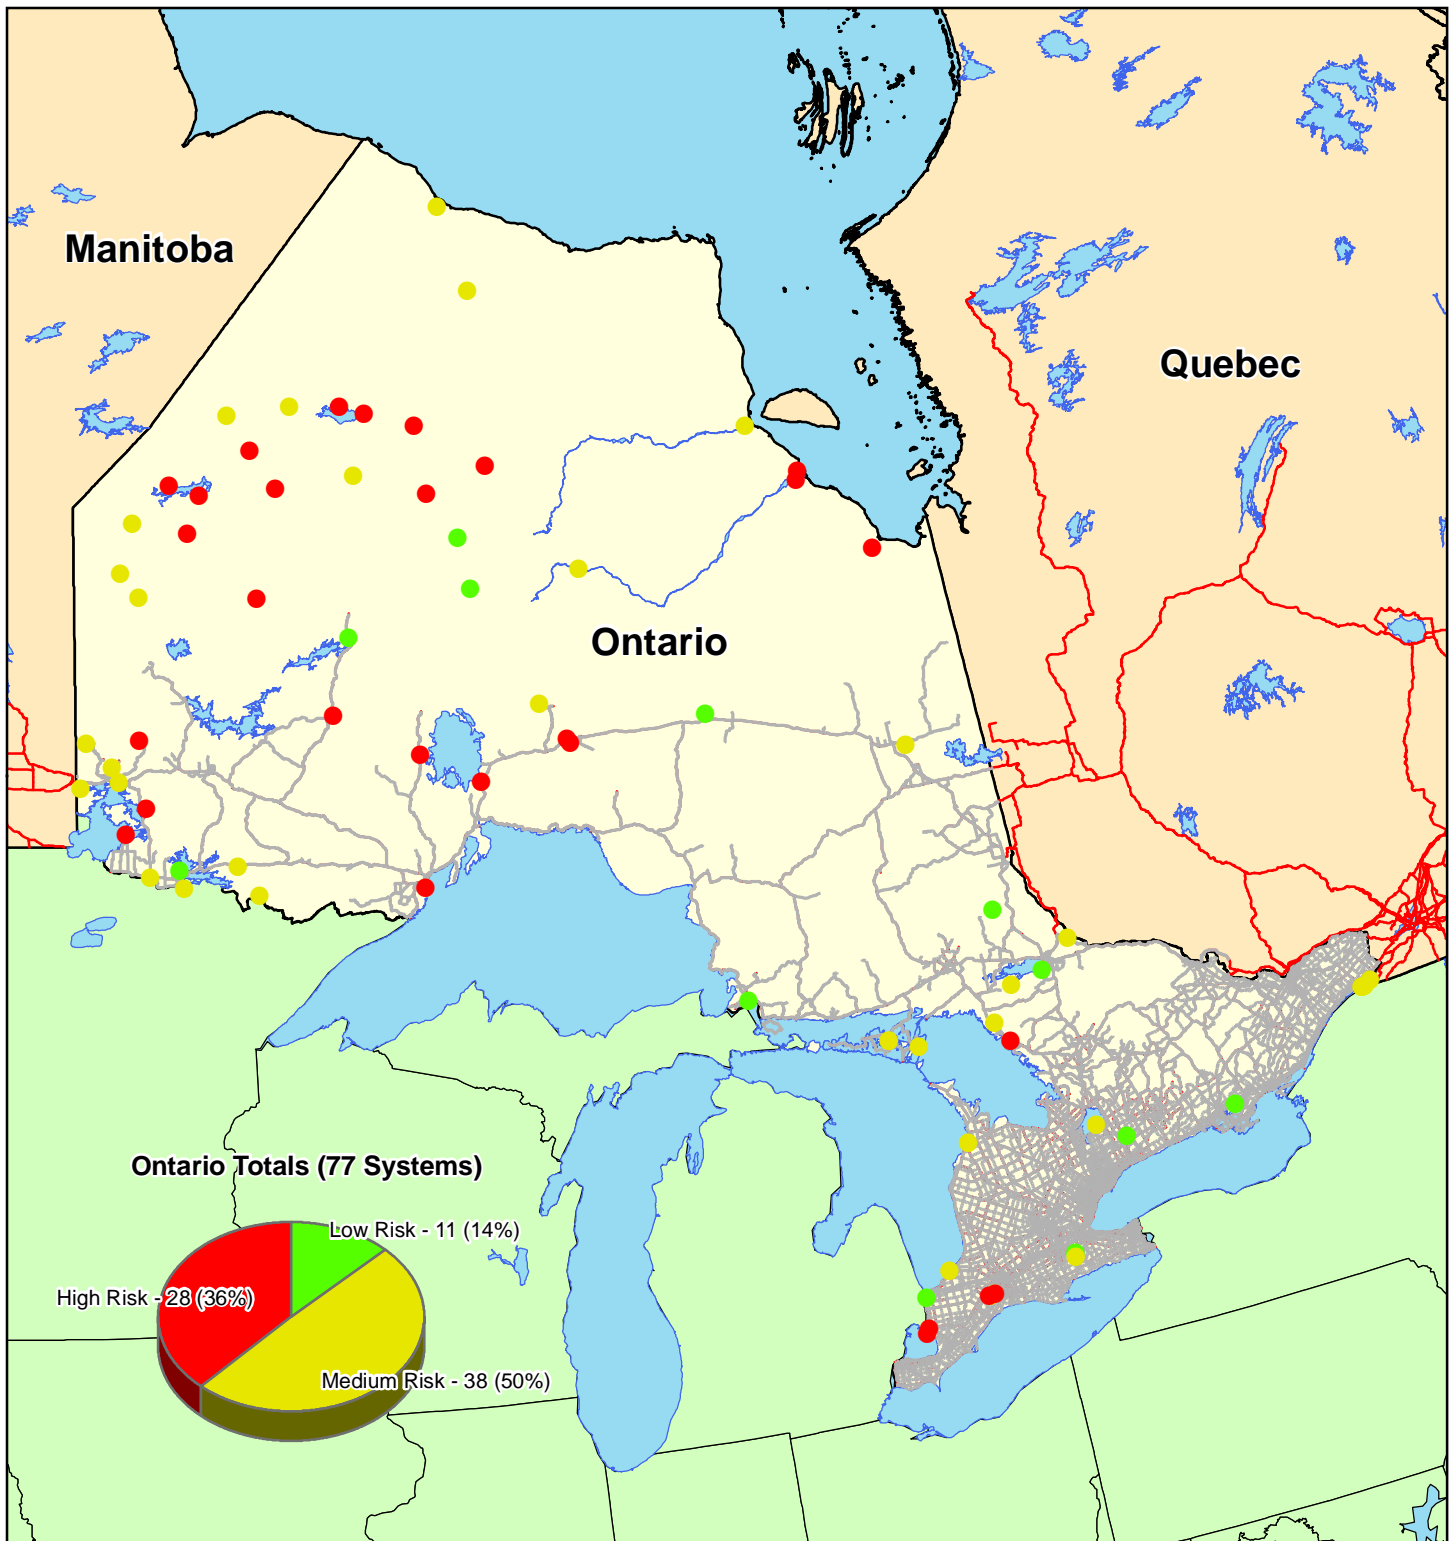 Manitoba
Quebec
Ontario
Ontario Totals (77 Systems)
Low Risk - 11 (14%)
High Risk - 28 (36%)
Medium Risk - 38 (50%)